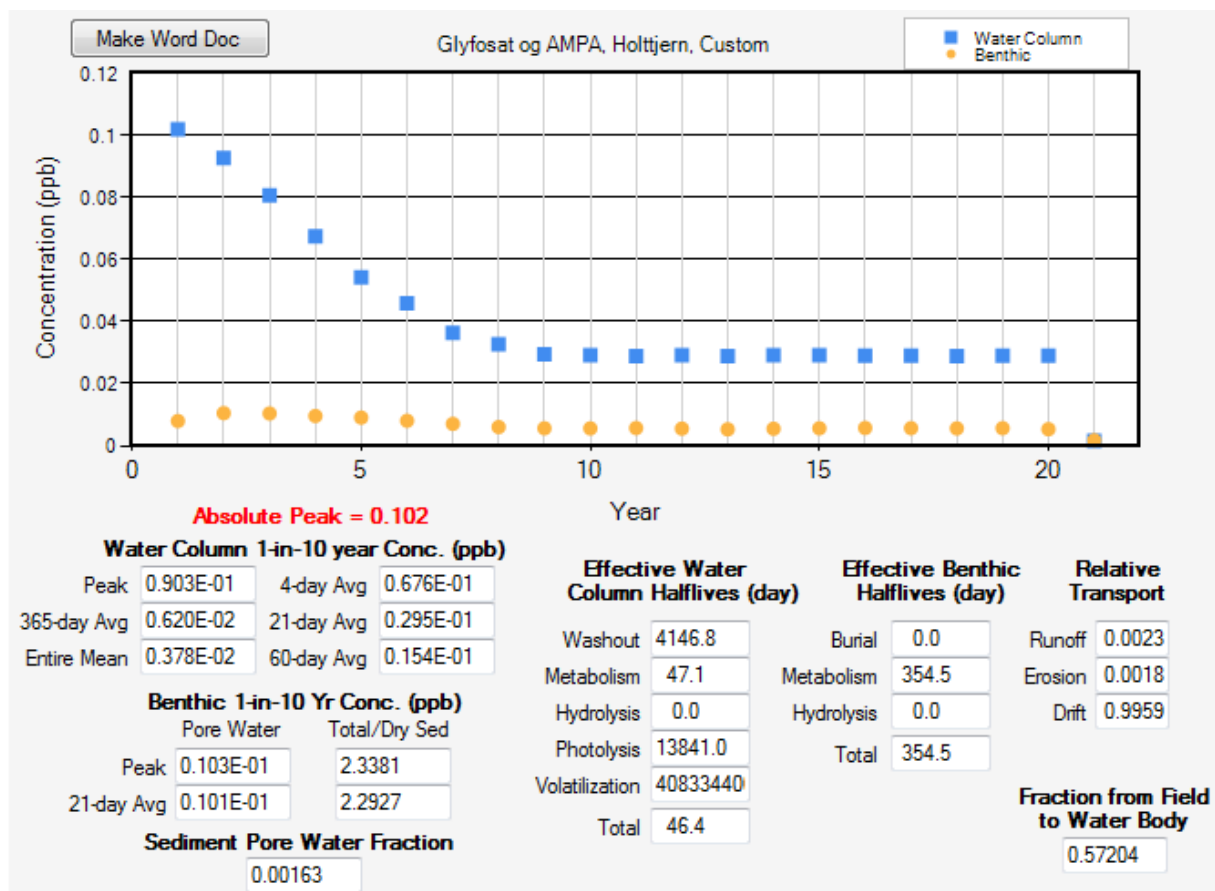 Make Word Doc
Glyfosat og AMPA, Holttjern, Custom
Water Column
Benthic
Concentration (ppb)
0.12
0.1
0.08
0.06
0.04
0.02
0
0 5 10 15 20
Year
Absolute Peak = 0.102
Water Column 1-in-10 year Conc. (ppb)
Peak 0.903E-01 4-day Avg 0.676E-01
365-day Avg 0.620E-02 21-day Avg 0.295E-01
Entire Mean 0.378E-02 60-day Avg 0.154E-01
Benthic 1-in-10 Yr Conc. (ppb)
Pore Water Total/Dry Sed
Peak 0.103E-01 2.3381
21-day Avg 0.101E-01 2.2927
Sediment Pore Water Fraction
0.00163
Effective Water
Column Halflives (day)
Washout 4146.8
Metabolism 47.1
Hydrolysis 0.0
Photolysis 13841.0
Volatilization 40833440
Total 46.4
Effective Benthic
Halflives (day)
Burial 0.0
Metabolism 354.5
Hydrolysis 0.0
Total 354.5
Relative
Transport
Runoff 0.0023
Erosion 0.0018
Drift 0.9959
Fraction from Field
to Water Body
0.57204